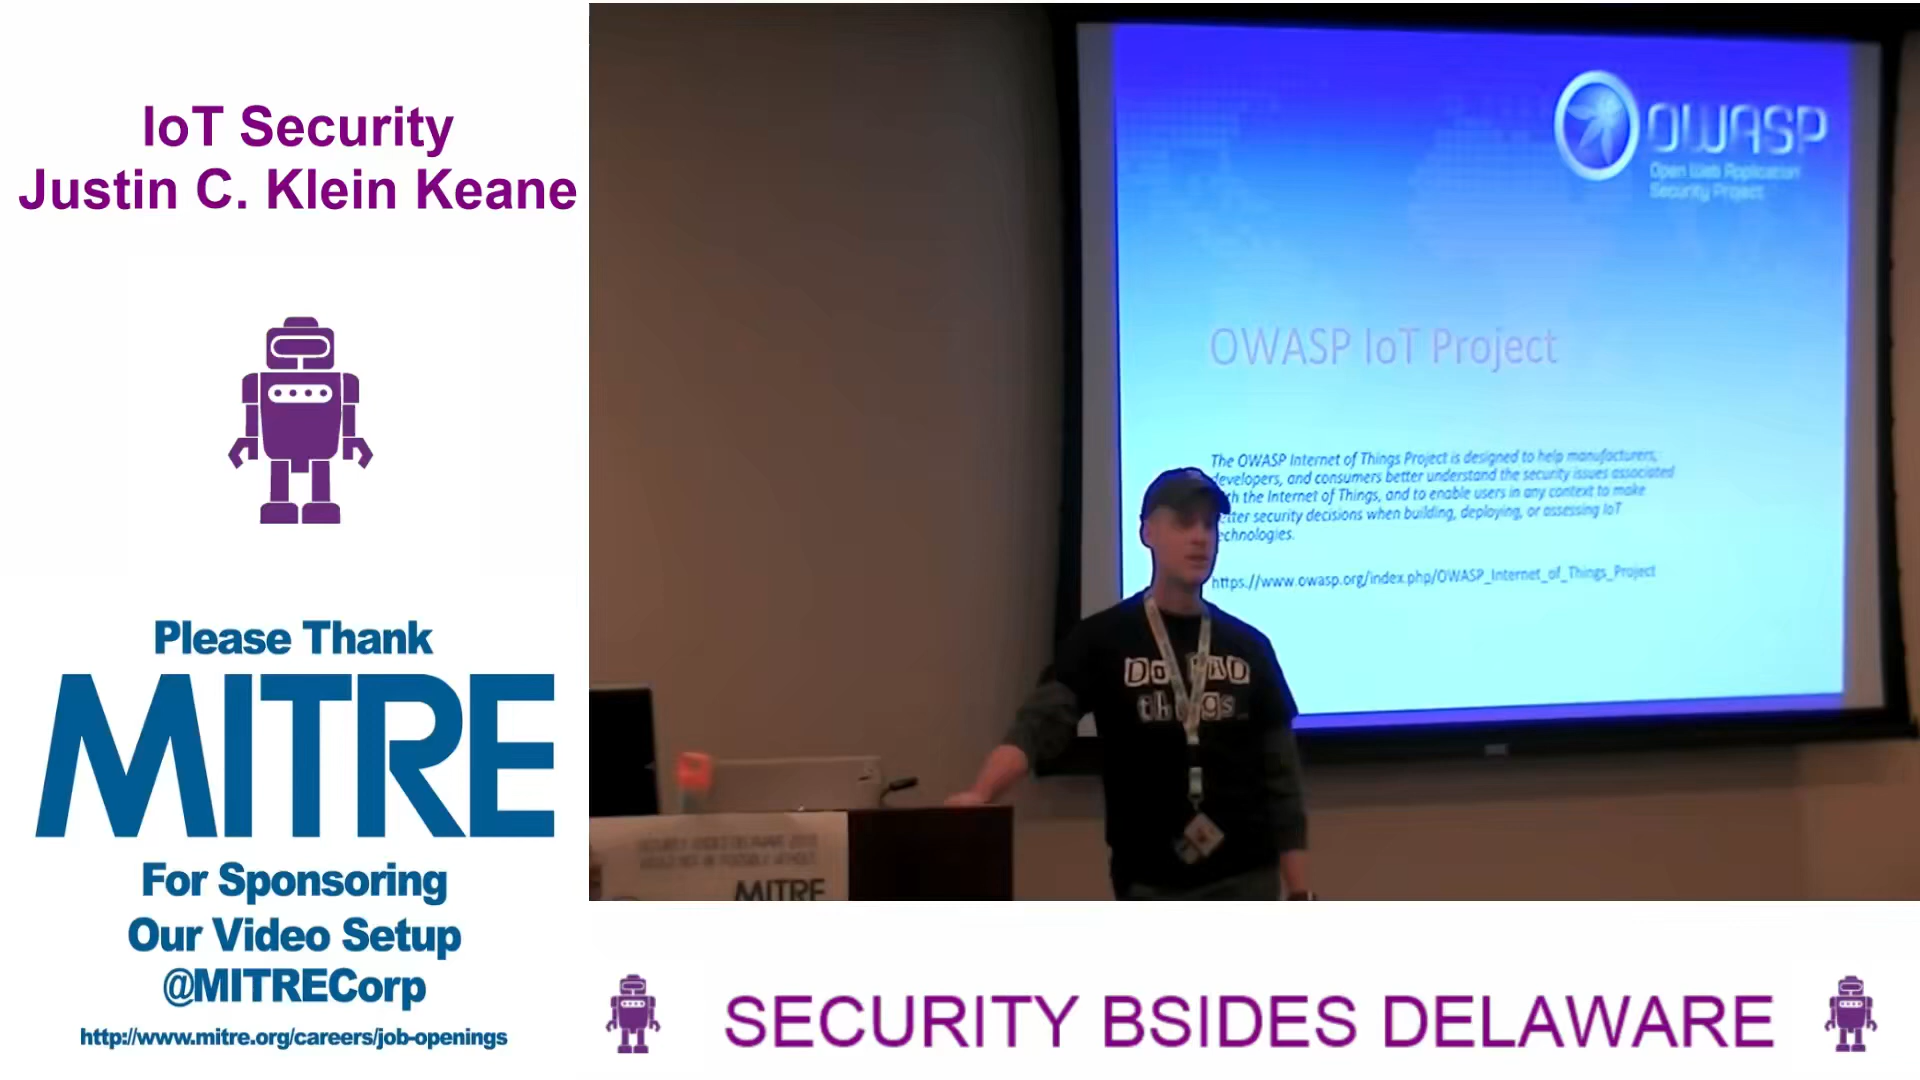 IoT Security
Justin C. Klein Keane
Please Thank
MITRE
For Sponsoring
Our Video Setup
@MITRECorp
http://www.mitre.org/careers/job-openings
OWASP
Open Web Application
Security Project
OWASP IoT Project
The OWASP Internet of Things Project is designed to help manufacturers,
evelopers, and consumers better understand the security issues associated
th the Internet of Things, and to enable users in any context to make
etter security decisions when building, deploying, or assessing IoT
echnologies.
https://www.owasp.org/index.php/OWASP_Internet_of_Things_Project
MITRE
SECURITY BSIDES DELAWARE